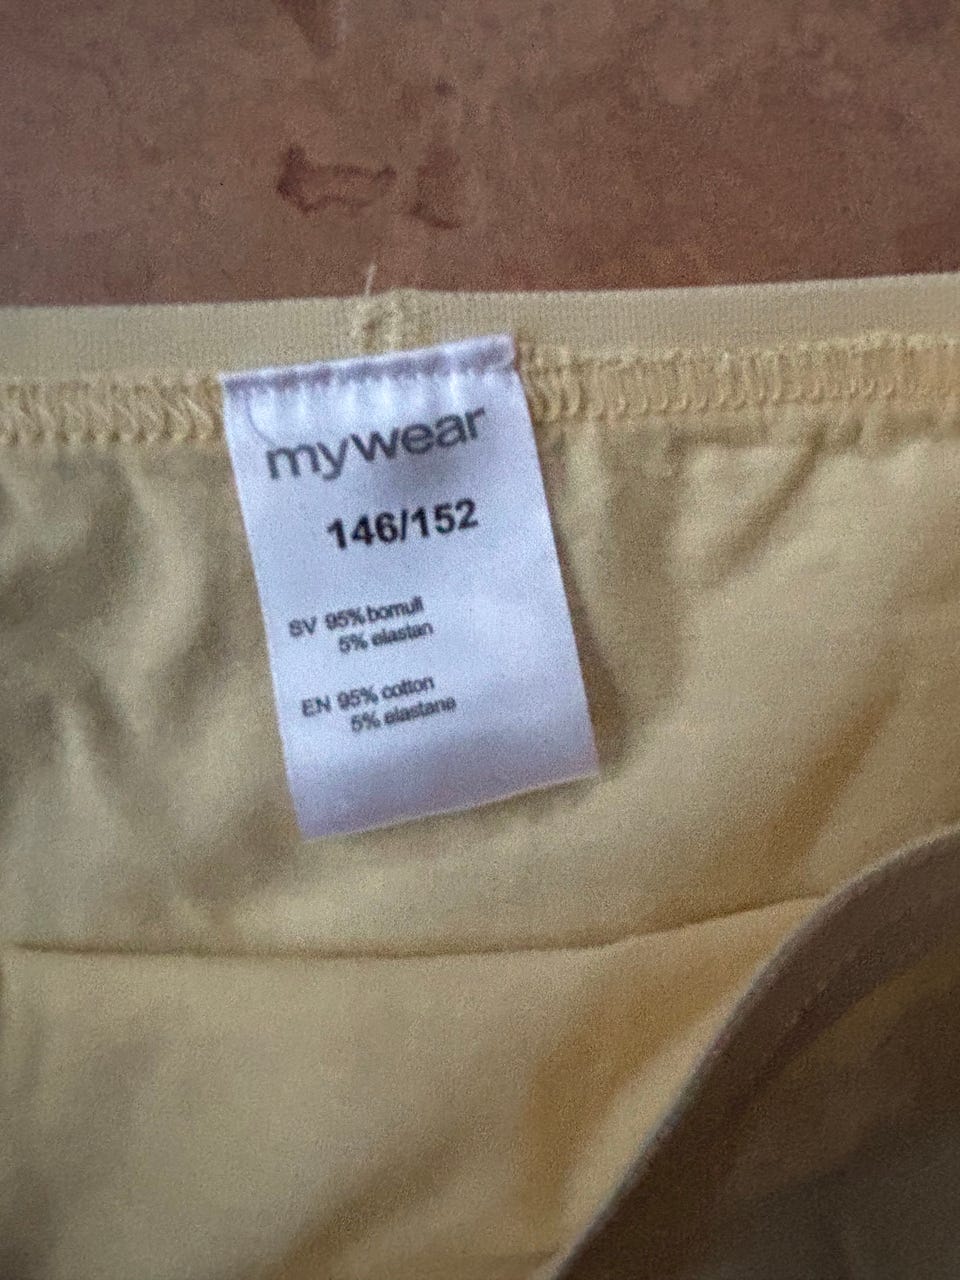 mywear
146/152
SV 95% bomull
5% elastan
EN 95% cotton
5% elastane